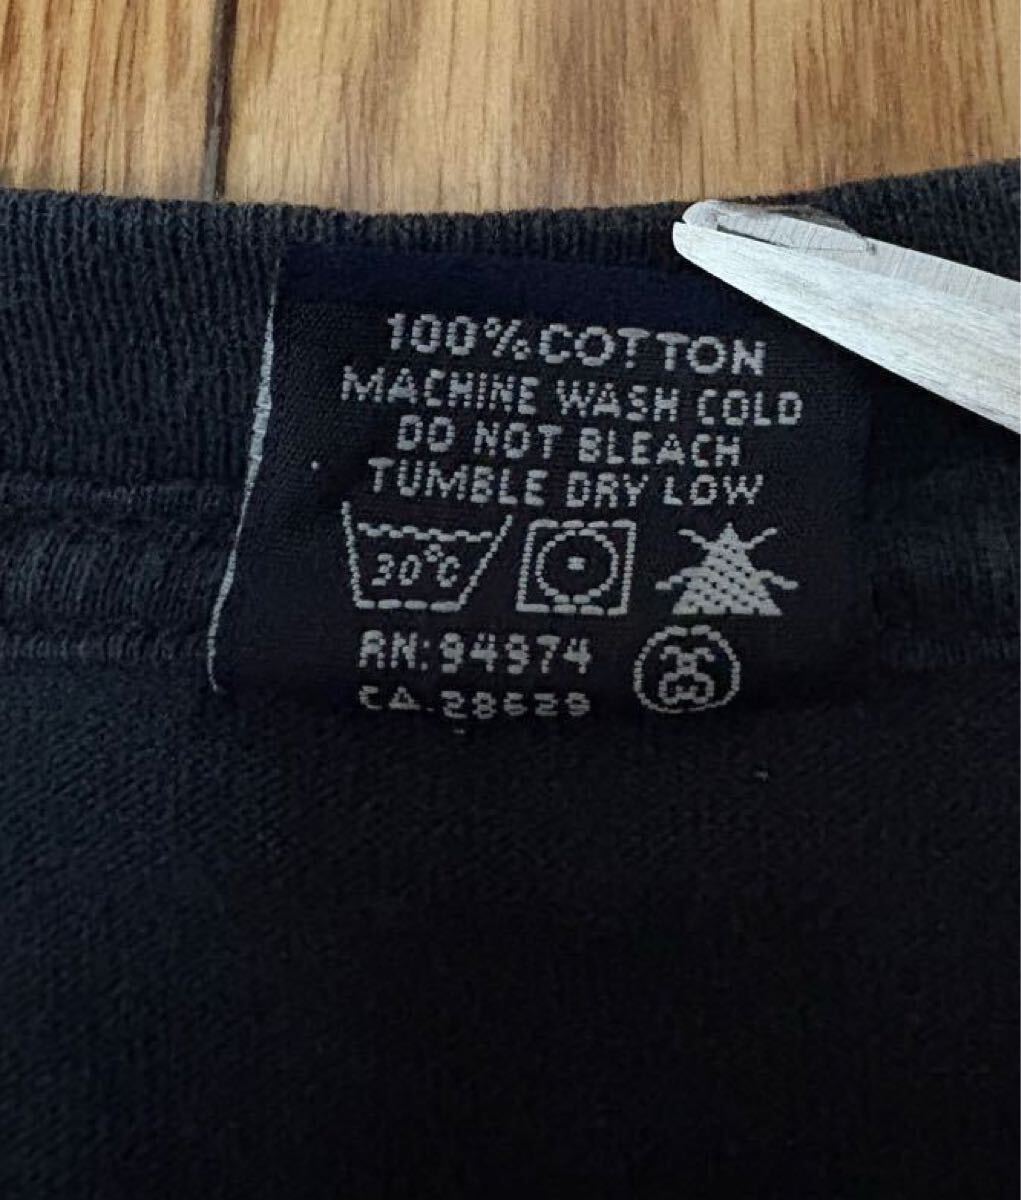 100% COTTON
MACHINE WASH COLD
DO NOT BLEACH
TUMBLE DRY LOW
30°C
RN: 94974
CA. 28629